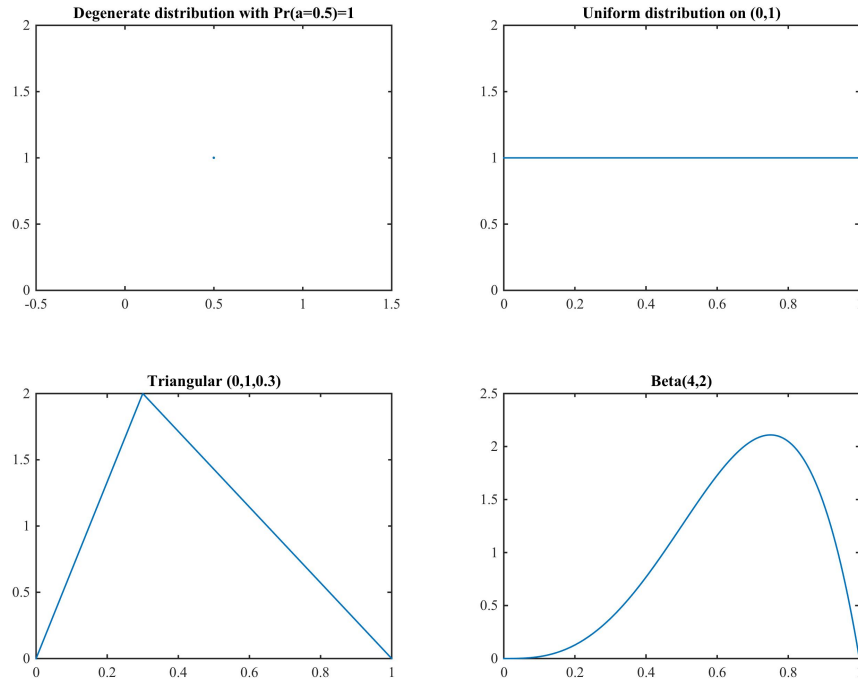 Degenerate distribution with Pr(a=0.5)=1
2
1.5
1
0.5
0
-0.5 0 0.5 1 1.5
Uniform distribution on (0,1)
2
1.5
1
0.5
0
0 0.2 0.4 0.6 0.8
Triangular (0,1,0.3)
2
1.5
1
0.5
0
0 0.2 0.4 0.6 0.8 1
Beta(4,2)
2.5
2
1.5
1
0.5
0
0 0.2 0.4 0.6 0.8